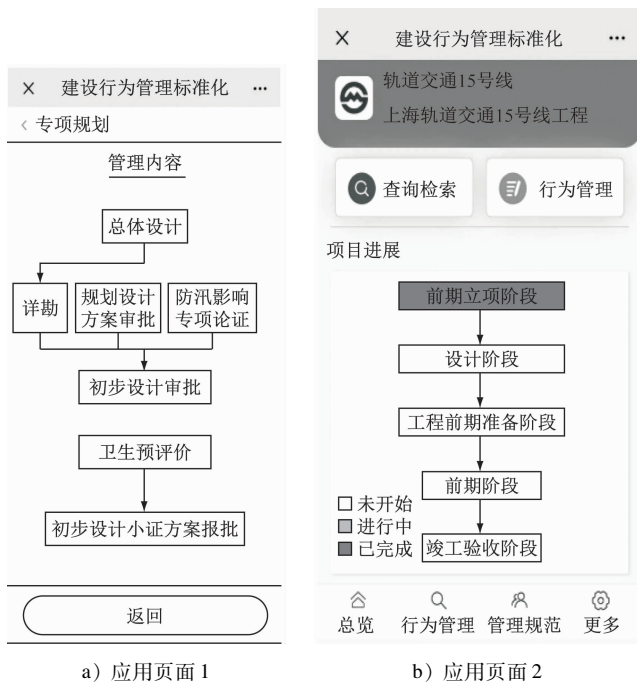 × 建设行为管理标准化 ···
< 专项规划
管理内容
总体设计
详勘
规划设计
方案审批
防汛影响
专项论证
初步设计审批
卫生预评价
初步设计小证方案报批
返回
a）应用页面 1
× 建设行为管理标准化 ···
轨道交通15号线
上海轨道交通15号线工程
查询检索 行为管理
项目进展
前期立项阶段
设计阶段
工程前期准备阶段
前期阶段
竣工验收阶段
未开始
进行中
已完成
总览 行为管理 管理规范 更多
b）应用页面 2